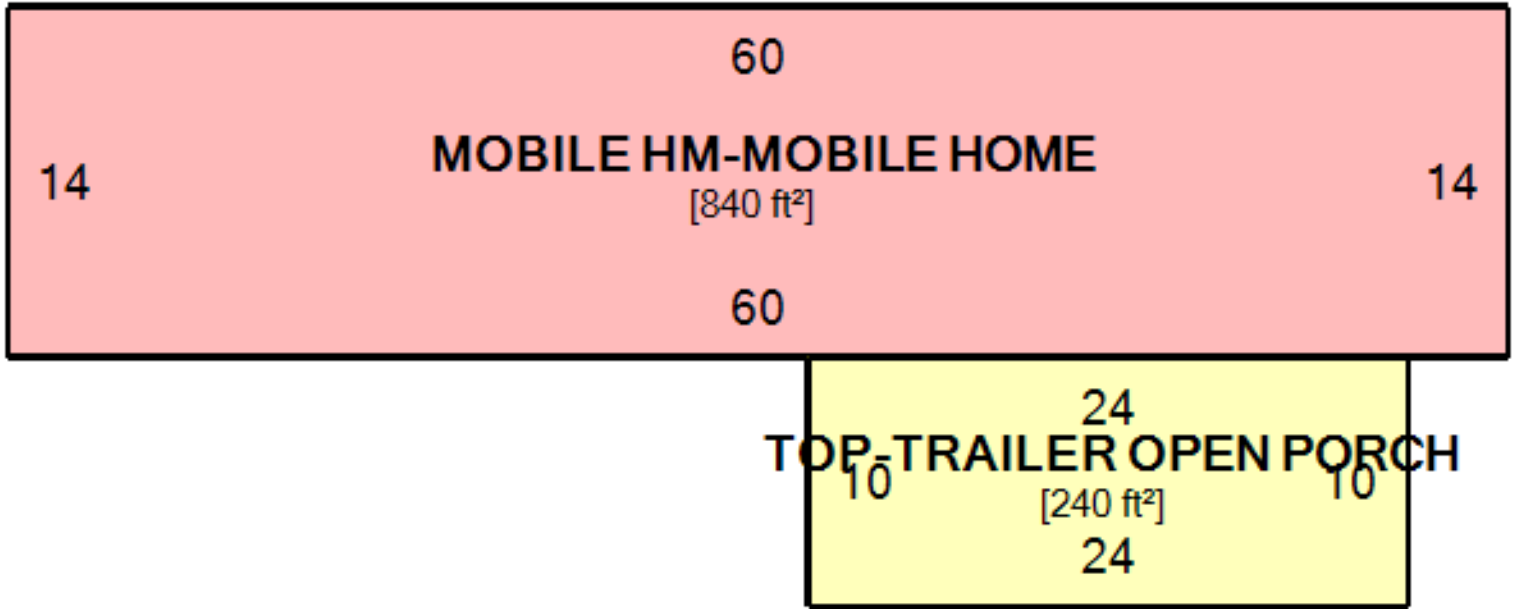 60
MOBILE HM-MOBILE HOME
14
14
[840 ft²]
60
24
TOP-TRAILER OPEN PORCH
10
10
[240 ft²]
24